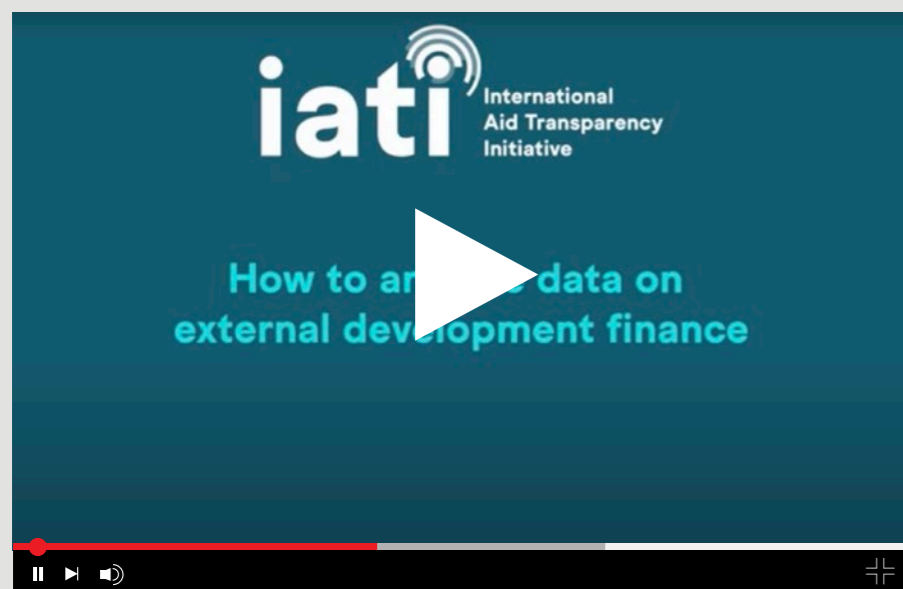 iati
International
Aid Transparency
Initiative
How to data on
external development finance